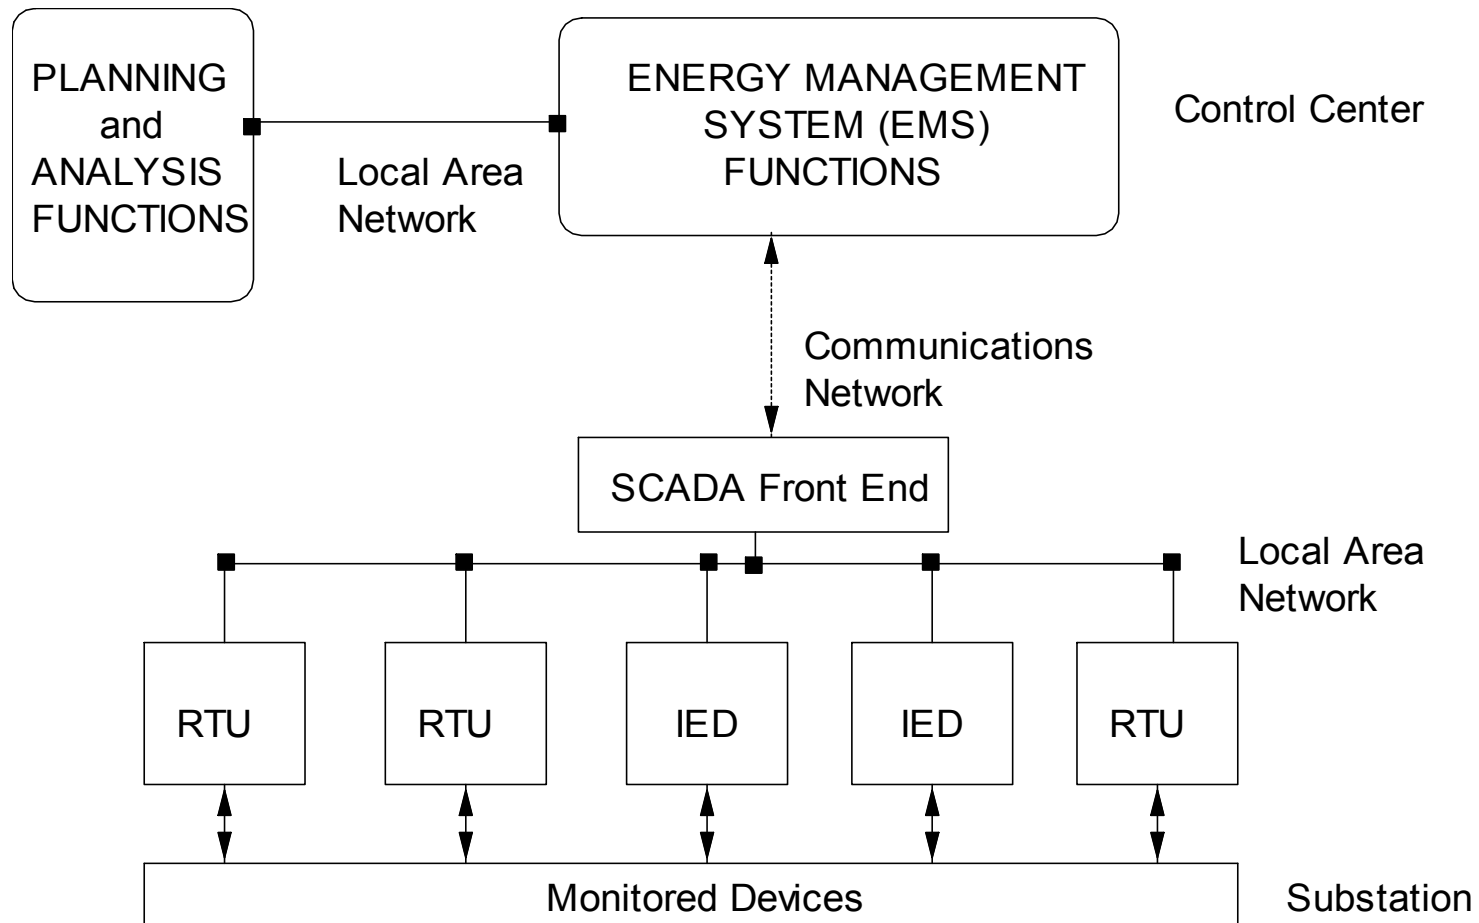 PLANNING
and
ANALYSIS
FUNCTIONS
Local Area
Network
ENERGY MANAGEMENT
SYSTEM (EMS)
FUNCTIONS
Control Center
Communications
Network
SCADA Front End
Local Area
Network
RTU
RTU
IED
IED
RTU
Monitored Devices
Substation